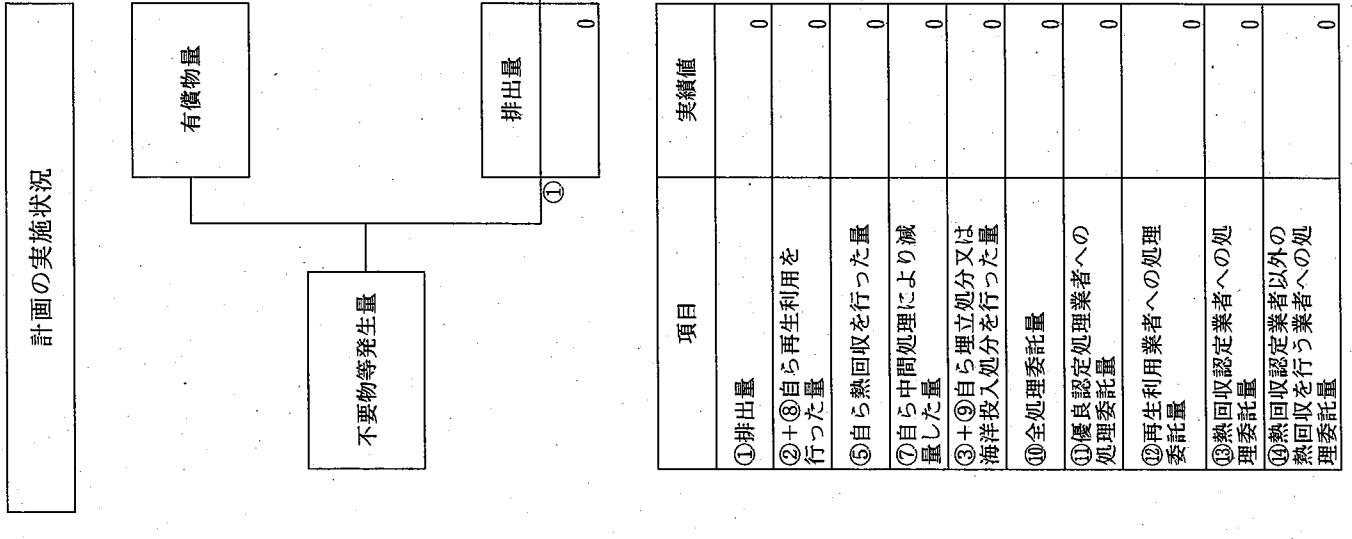 計画の実施状況
不要物等発生量
有償物量
①
排出量
0
項目
実績値
①排出量
0
②+⑧自ら再生利用を
行った量
0
⑤自ら熱回収を行った量
0
⑦自ら中間処理により減
量した量
0
③+⑨自ら埋立処分又は
海洋投入処分を行った量
0
⑩全処理委託量
0
⑪優良認定処理業者への
処理委託量
0
⑫再生利用業者への処理
委託量
0
⑬熱回収認定業者への処
理委託量
0
⑭熱回収認定業者以外の
熱回収を行う業者への処
理委託量
0